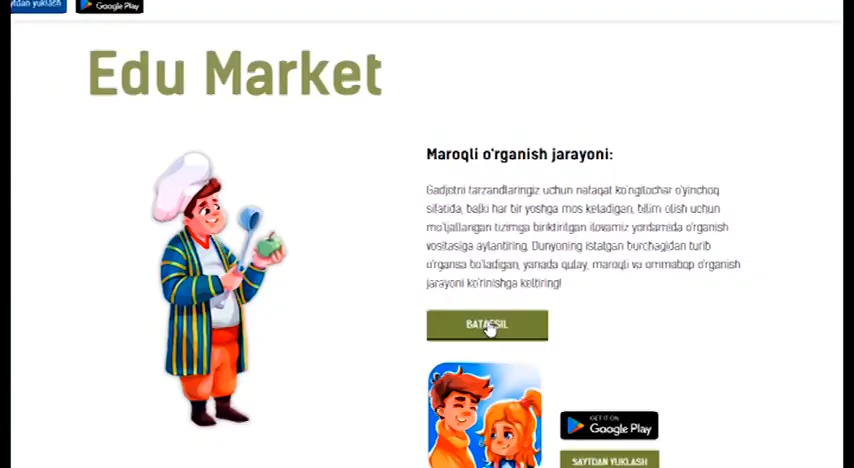 Google Play
Edu Market
Maroqli o'rganish jarayoni:
Gadjetni farzandlaringiz uchun nafaqat ko'ngilochar o'yinchoq
sifatida, balki har bir yoshga mos keladigan, bilim olish uchun
mo'ljallangan tizimga biriktirilgan ilovamiz yordamida o'rganish
vositasiga aylantiring. Dunyoning istalgan burchagidan turib
o'rgansa bo'ladigan, yanada qulay, maroqli va ommabop o'rganish
jarayoni ko'rinishga keltiring!
BATAFSIL
GET IT ON
Google Play
SAYTDAN YUKLASH